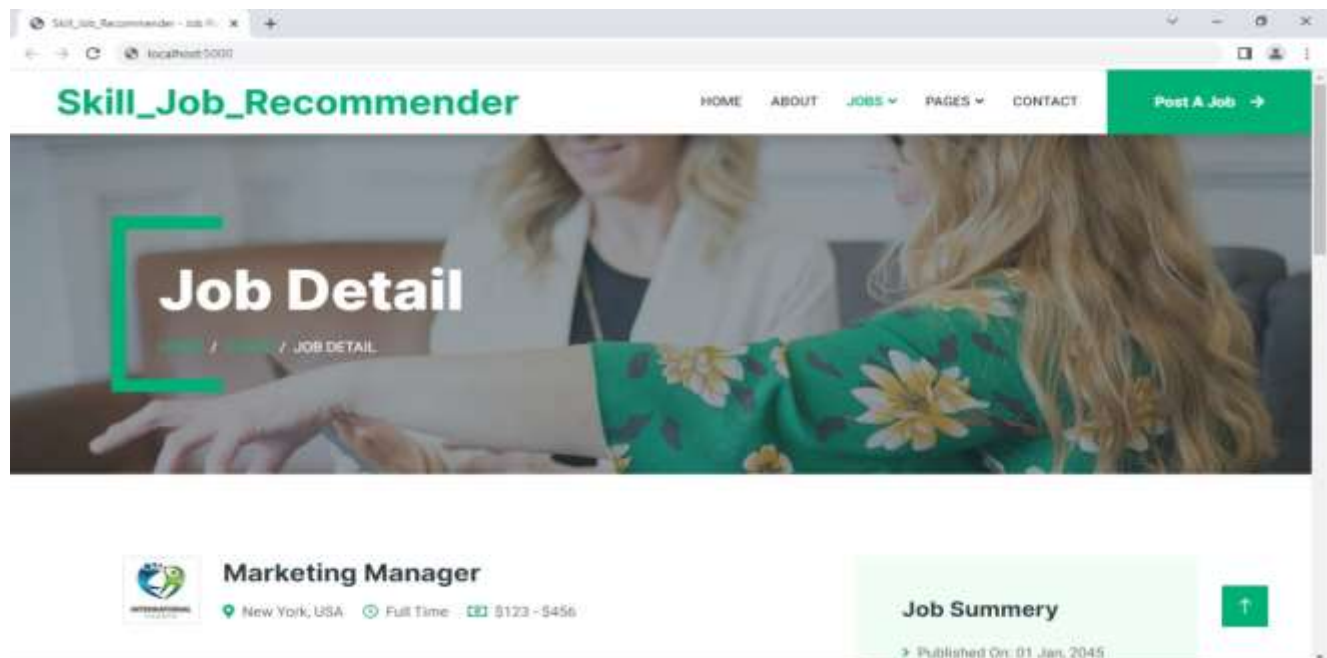 localhost:5000
Skill_Job_Recommender
HOME ABOUT JOBS PAGES CONTACT Post A Job
Job Detail
/ / JOB DETAIL
Marketing Manager
New York, USA Full Time $123 - $456
INTERNATIONAL
Job Summery
Published On: 01 Jan, 2045